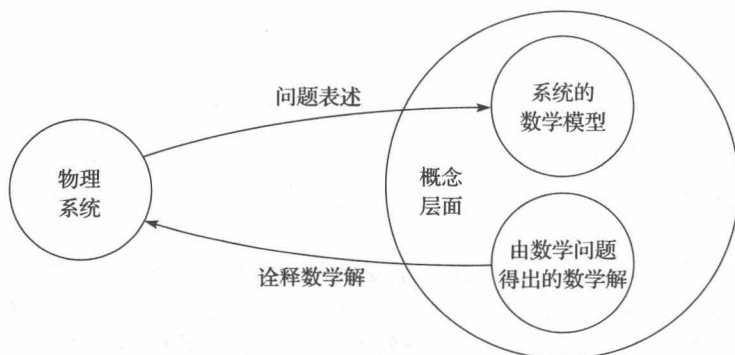 问题表述
系统的
数学模型
物理
系统
概念
层面
由数学问题
得出的数学解
诠释数学解